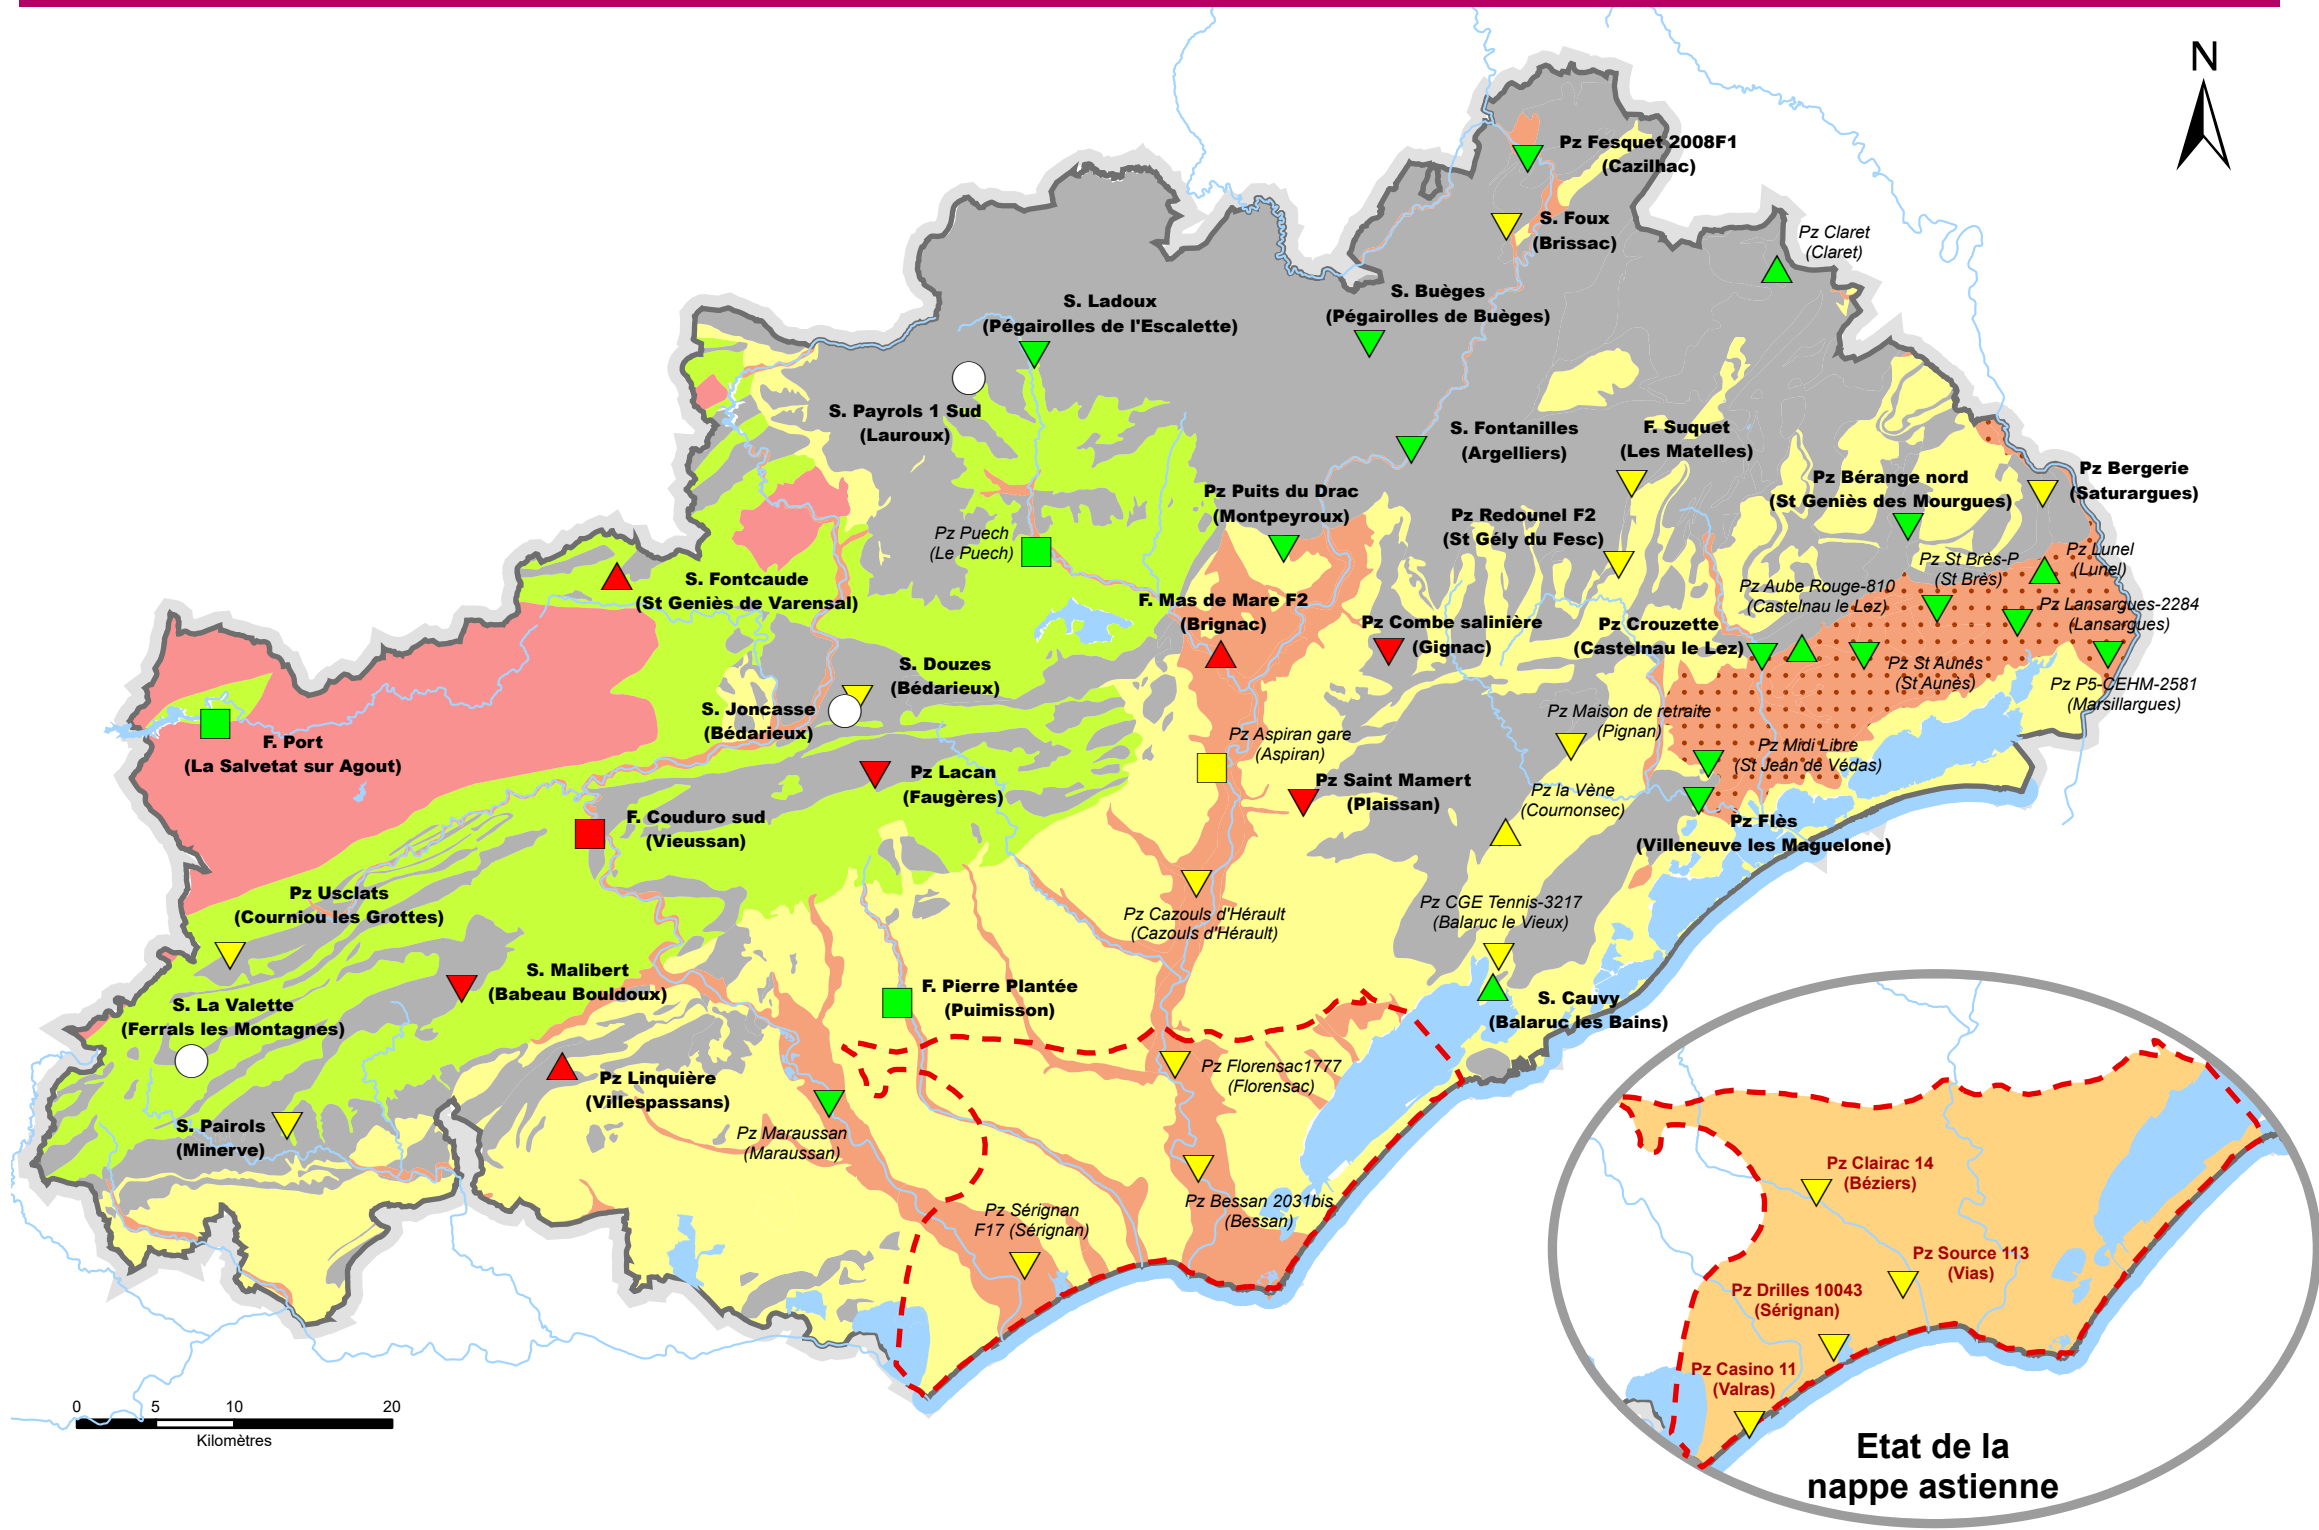 N
Pz Fesquet 2008F1
(Cazilhac)
S. Foux
(Brissac)
Pz Claret
(Claret)
S. Ladoux
(Pégairolles de l'Escalette)
S. Buèges
(Pégairolles de Buèges)
S. Payrols 1 Sud
(Lauroux)
S. Fontanilles
(Argelliers)
F. Suquet
(Les Matelles)
Pz Bérange nord
(St Geniès des Mourgues)
Pz Bergerie
(Saturargues)
Pz Puits du Drac
(Montpeyroux)
Pz Redounel F2
(St Gély du Fesc)
Pz Puech
(Le Puech)
Pz St Brès-P
(St Brès)
Pz Lunel
(Lunel)
S. Fontcaude
(St Geniès de Varensal)
Pz Aube Rouge-810
(Castelnau le Lez)
F. Mas de Mare F2
(Brignac)
Pz Lansargues-2284
(Lansargues)
Pz Combe salinière
(Gignac)
Pz Crouzette
(Castelnau le Lez)
S. Douzes
(Bédarieux)
Pz St Aunès
(St Aunès)
Pz P5-CEHM-2581
(Marsillargues)
S. Joncasse
(Bédarieux)
Pz Maison de retraite
(Pignan)
F. Port
(La Salvetat sur Agout)
Pz Aspiran gare
(Aspiran)
Pz Midi Libre
(St Jean de Védas)
Pz Lacan
(Faugères)
Pz Saint Mamert
(Plaissan)
Pz la Vène
(Cournonsec)
F. Couduro sud
(Vieussan)
Pz Flès
(Villeneuve les Maguelone)
Pz Usclats
(Courniou les Grottes)
Pz Cazouls d'Hérault
(Cazouls d'Hérault)
Pz CGE Tennis-3217
(Balaruc le Vieux)
S. Malibert
(Babeau Bouldoux)
F. Pierre Plantée
(Puimisson)
S. Cauvy
(Balaruc les Bains)
S. La Valette
(Ferrals les Montagnes)
Pz Linquière
(Villespassans)
Pz Florensac1777
(Florensac)
S. Pairols
(Minerve)
Pz Maraussan
(Maraussan)
Pz Sérignan
F17 (Sérignan)
Pz Bessan 2031bis
(Bessan)
Pz Clairac 14
(Béziers)
Pz Source 113
(Vias)
Pz Drilles 10043
(Sérignan)
Pz Casino 11
(Valras)
0 5 10 20
Kilomètres
Etat de la
nappe astienne